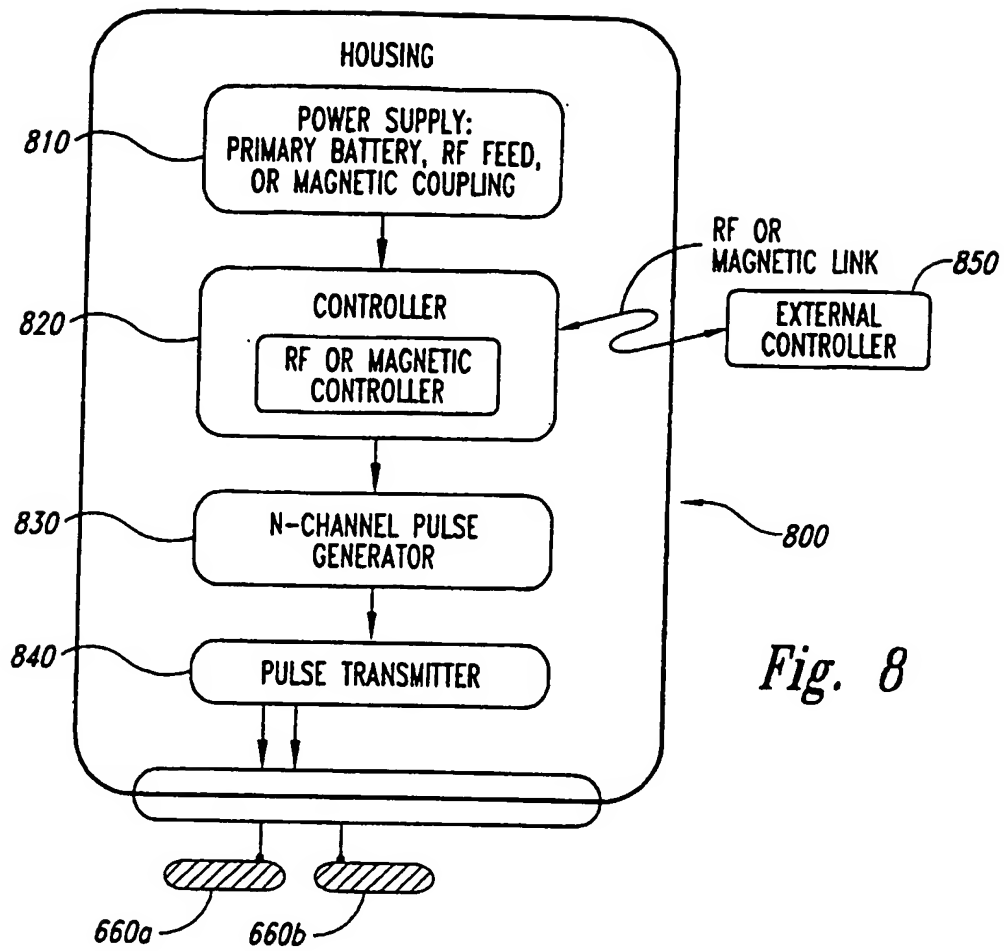 HOUSING
810
POWER SUPPLY:
PRIMARY BATTERY, RF FEED,
OR MAGNETIC COUPLING
RF OR
MAGNETIC LINK
850
EXTERNAL
CONTROLLER
820
CONTROLLER
RF OR MAGNETIC
CONTROLLER
830
N-CHANNEL PULSE
GENERATOR
800
840
PULSE TRANSMITTER
Fig. 8
660a
660b